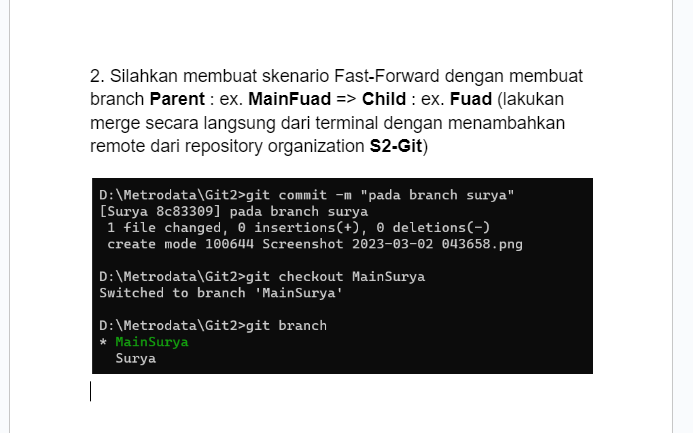 2. Silahkan membuat skenario Fast-Forward dengan membuat
branch Parent : ex. MainFuad => Child : ex. Fuad (lakukan
merge secara langsung dari terminal dengan menambahkan
remote dari repository organization S2-Git)
D:\Metrodata\Git2>git commit -m "pada branch surya"
[Surya 8c83309] pada branch surya
 1 file changed, 0 insertions(+), 0 deletions(-)
 create mode 100644 Screenshot 2023-03-02 043658.png
D:\Metrodata\Git2>git checkout MainSurya
Switched to branch 'MainSurya'
D:\Metrodata\Git2>git branch
* MainSurya
  Surya